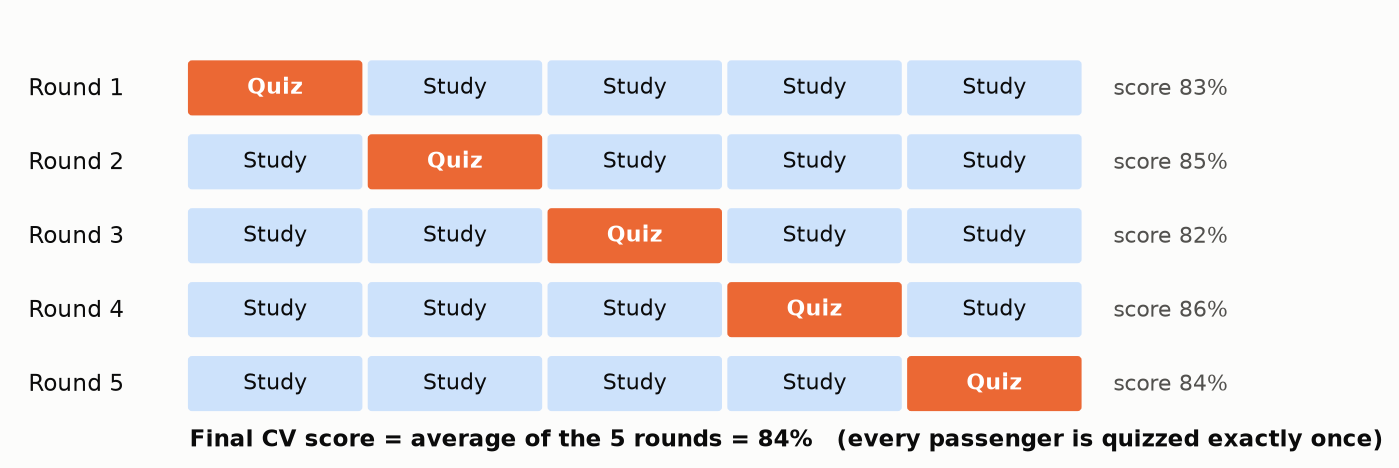 Round 1 Quiz Study Study Study Study score 83%
Round 2 Study Quiz Study Study Study score 85%
Round 3 Study Study Quiz Study Study score 82%
Round 4 Study Study Study Quiz Study score 86%
Round 5 Study Study Study Study Quiz score 84%
Final CV score = average of the 5 rounds = 84% (every passenger is quizzed exactly once)